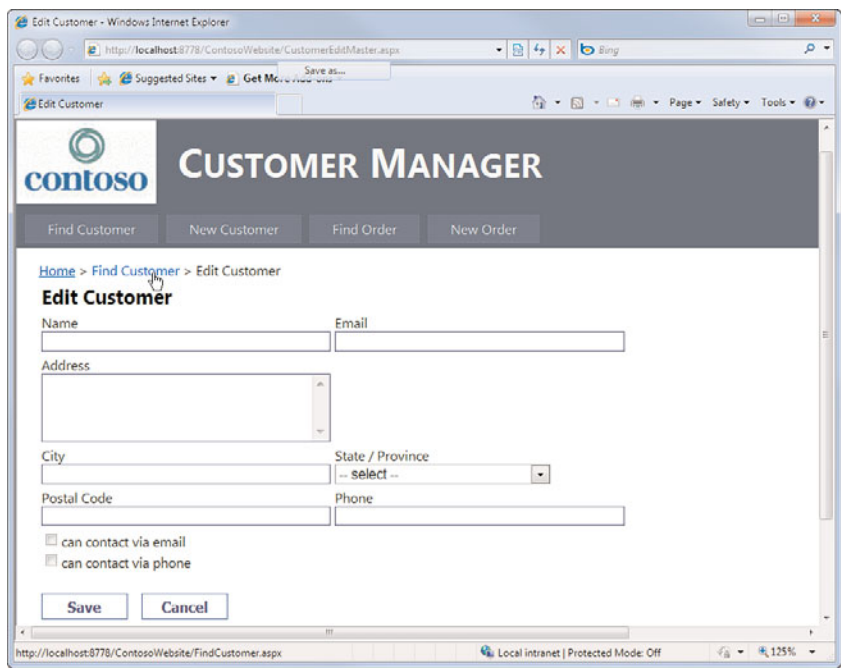 Edit Customer - Windows Internet Explorer
http://localhost:8778/ContosoWebsite/CustomerEditMaster.aspx
Bing
Save as...
Favorites Suggested Sites Get More
Edit Customer
Page Safety Tools
contoso
CUSTOMER MANAGER
Find Customer New Customer Find Order New Order
Home > Find Customer > Edit Customer
Edit Customer
Name Email
Address
City State / Province
-- select --
Postal Code Phone
can contact via email
can contact via phone
Save Cancel
http://localhost:8778/ContosoWebsite/FindCustomer.aspx Local intranet | Protected Mode: Off 125%